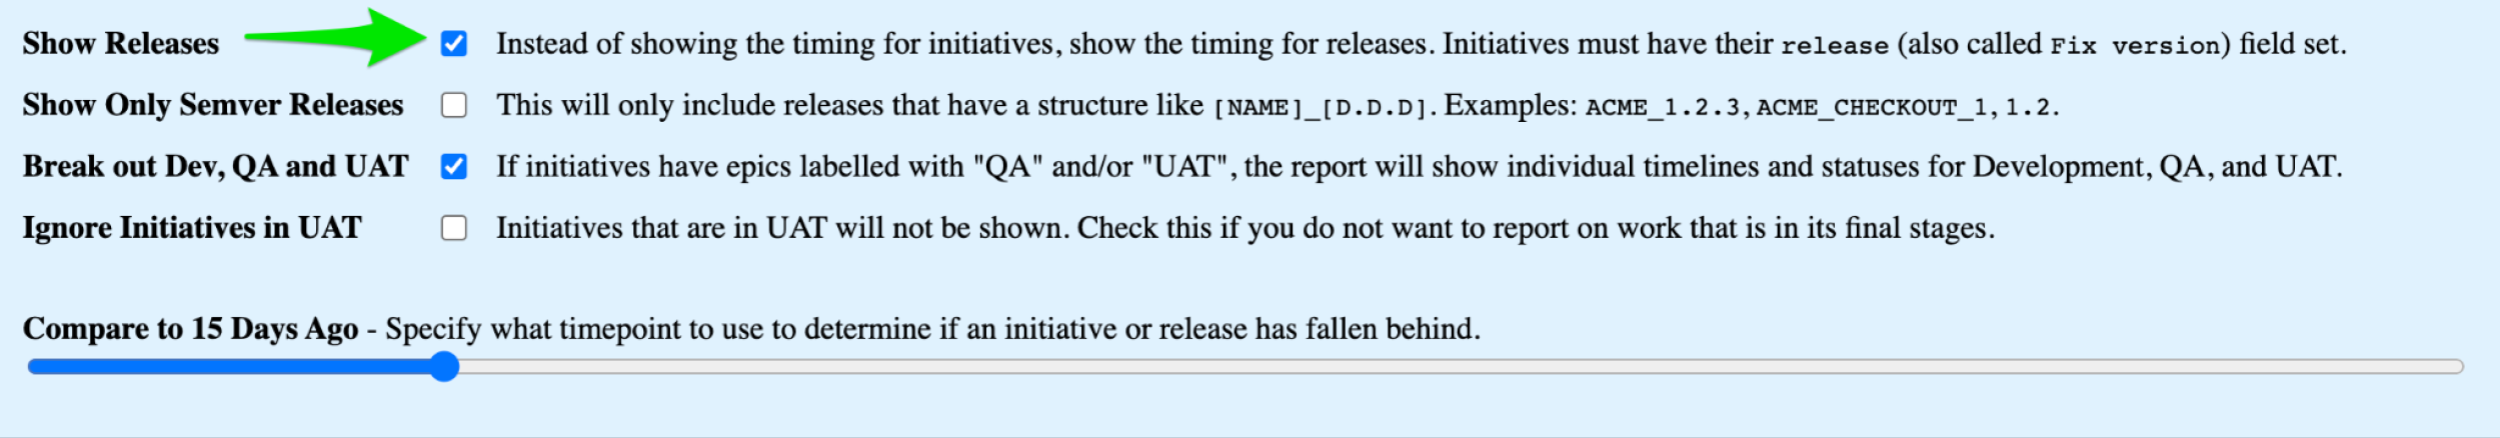 Show Releases Instead of showing the timing for initiatives, show the timing for releases. Initiatives must have their release (also called Fix version) field set.
Show Only Semver Releases This will only include releases that have a structure like [NAME]_[D.D.D]. Examples: ACME_1.2.3, ACME_CHECKOUT_1, 1.2.
Break out Dev, QA and UAT If initiatives have epics labelled with "QA" and/or "UAT", the report will show individual timelines and statuses for Development, QA, and UAT.
Ignore Initiatives in UAT Initiatives that are in UAT will not be shown. Check this if you do not want to report on work that is in its final stages.
Compare to 15 Days Ago - Specify what timepoint to use to determine if an initiative or release has fallen behind.